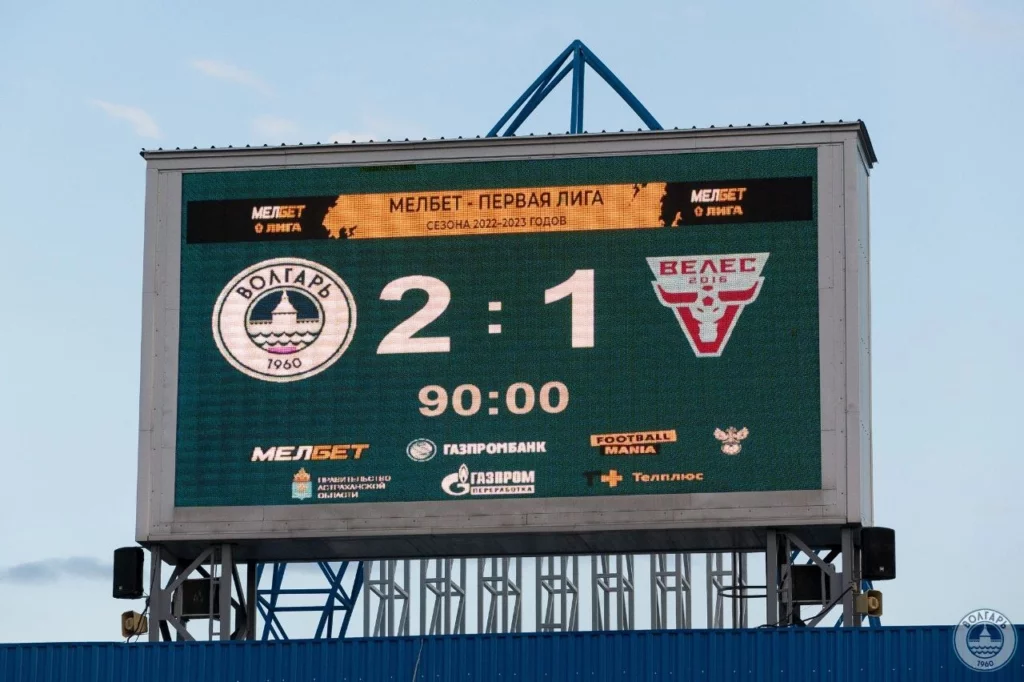 МЕЛБЕТ
ЛИГА
МЕЛБЕТ - ПЕРВАЯ ЛИГА
СЕЗОНА 2022-2023 ГОДОВ
МЕЛБЕТ
ЛИГА
ВОЛГАРЬ
1960
2 : 1
ВЕЛЕС
2016
90:00
МЕЛБЕТ
ГАЗПРОМБАНК
FOOTBALL
MANIA
ПРАВИТЕЛЬСТВО
АСТРАХАНСКОЙ
ОБЛАСТИ
ГАЗПРОМ
ПЕРЕРАБОТКА
Т+
Телплюс
ВОЛГАРЬ
1960